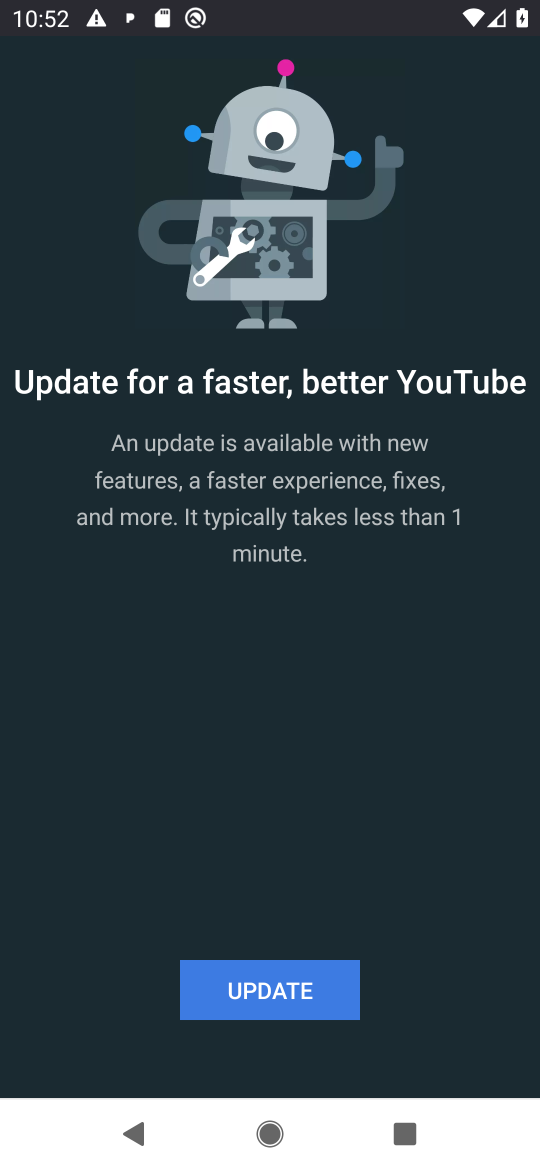 10:52
Update for a faster, better YouTube
An update is available with new
features, a faster experience, fixes,
and more. It typically takes less than 1
minute.
UPDATE